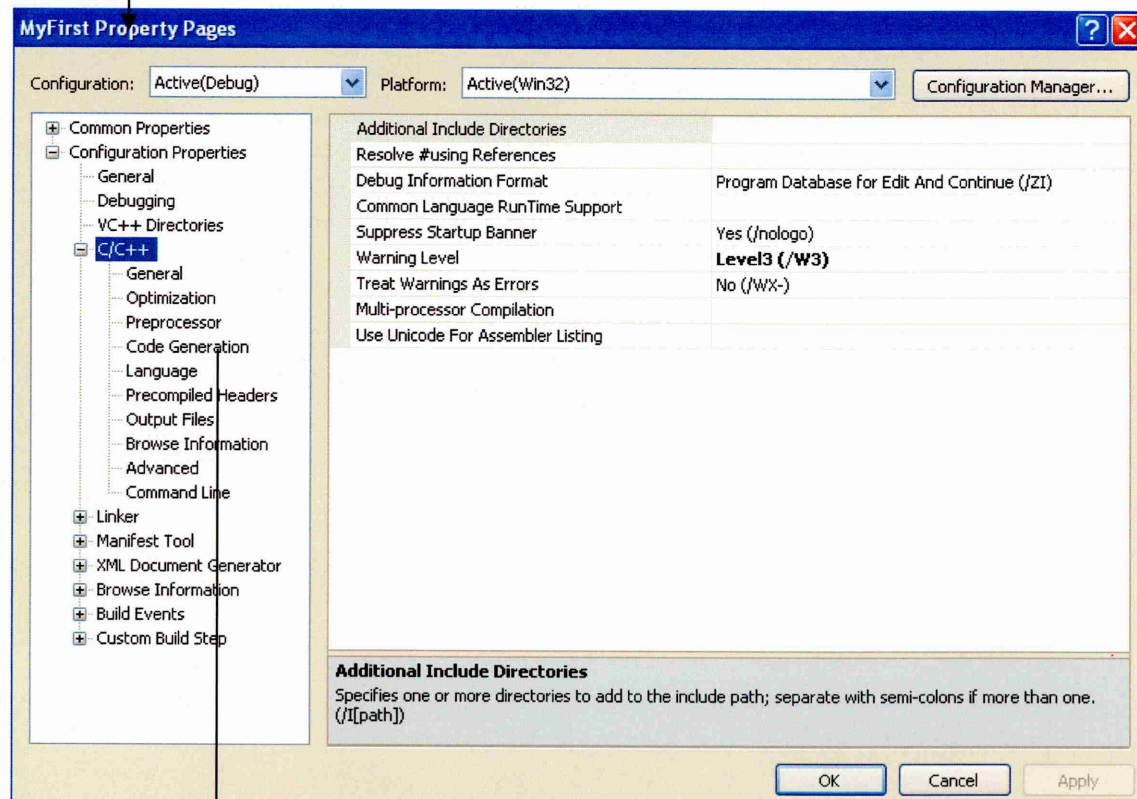 MyFirst Property Pages
Configuration: Active(Debug) Platform: Active(Win32) Configuration Manager...
Common Properties
Configuration Properties
General
Debugging
VC++ Directories
C/C++
General
Optimization
Preprocessor
Code Generation
Language
Precompiled Headers
Output Files
Browse Information
Advanced
Command Line
Linker
Manifest Tool
XML Document Generator
Browse Information
Build Events
Custom Build Step
Additional Include Directories
Resolve #using References
Debug Information Format Program Database for Edit And Continue (/ZI)
Common Language RunTime Support
Suppress Startup Banner Yes (/nologo)
Warning Level Level3 (/W3)
Treat Warnings As Errors No (/WX-)
Multi-processor Compilation
Use Unicode For Assembler Listing
Additional Include Directories
Specifies one or more directories to add to the include path; separate with semi-colons if more than one.
(/I[path])
OK Cancel Apply